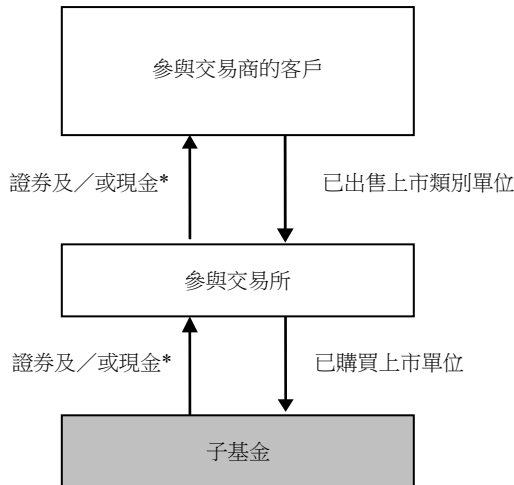 參與交易商的客戶
證券及／或現金* 已出售上市類別單位
參與交易所
證券及／或現金* 已購買上市單位
子基金